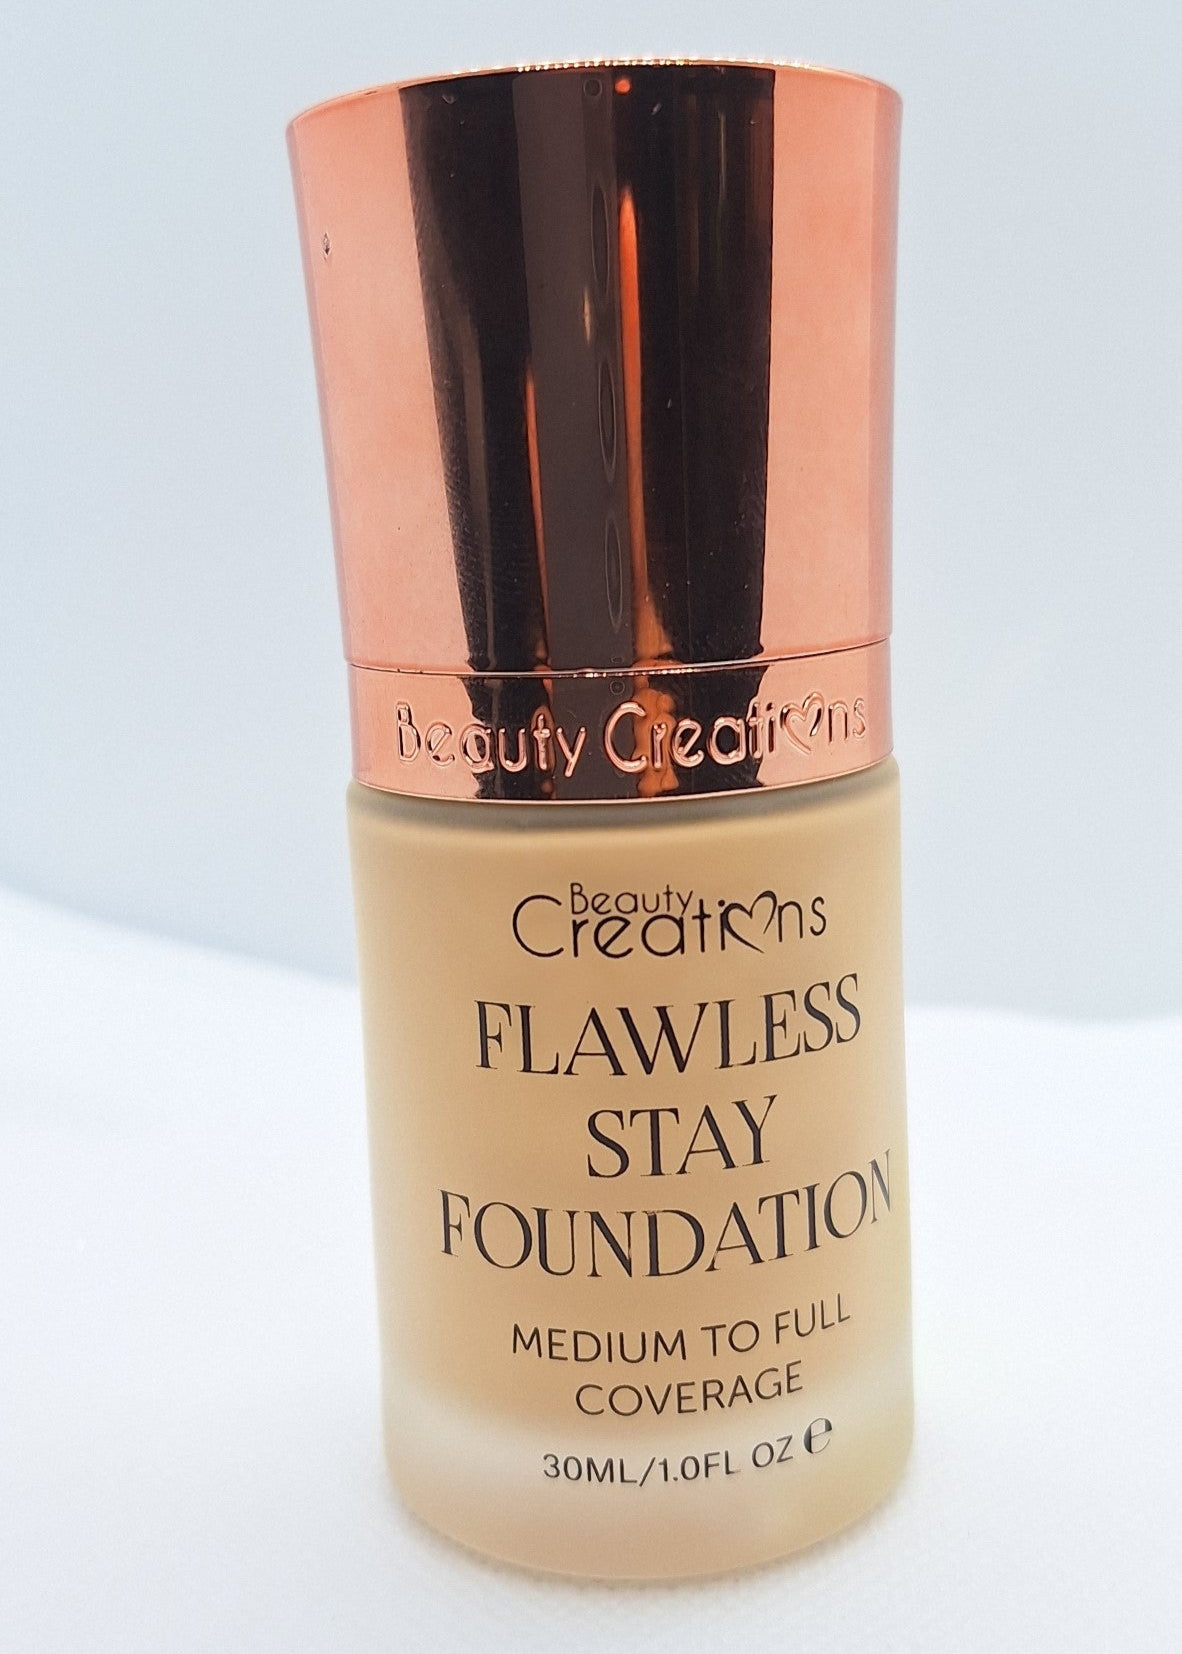 Beauty Creations
Beauty
Creations
FLAWLESS
STAY
FOUNDATION
MEDIUM TO FULL
COVERAGE
30ML/1.0FL OZ ℮